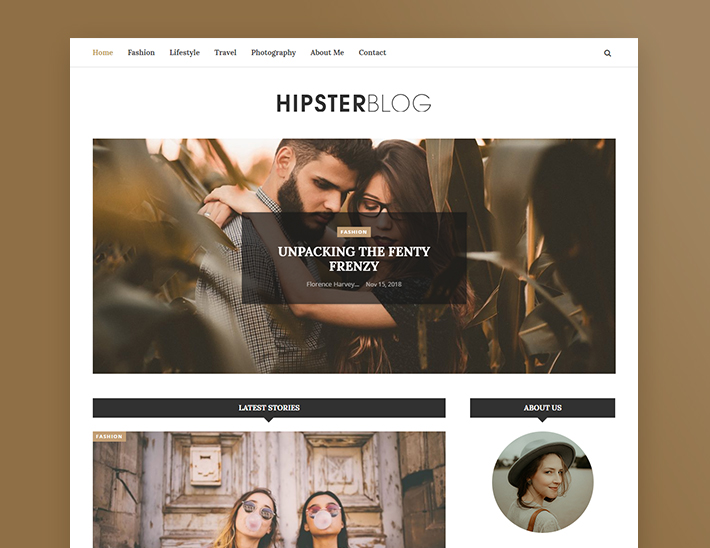 Home Fashion Lifestyle Travel Photography About Me Contact
HIPSTERBLOG
FASHION
UNPACKING THE FENTY
FRENZY
Florence Harvey... Nov 15, 2018
LATEST STORIES
ABOUT US
FASHION